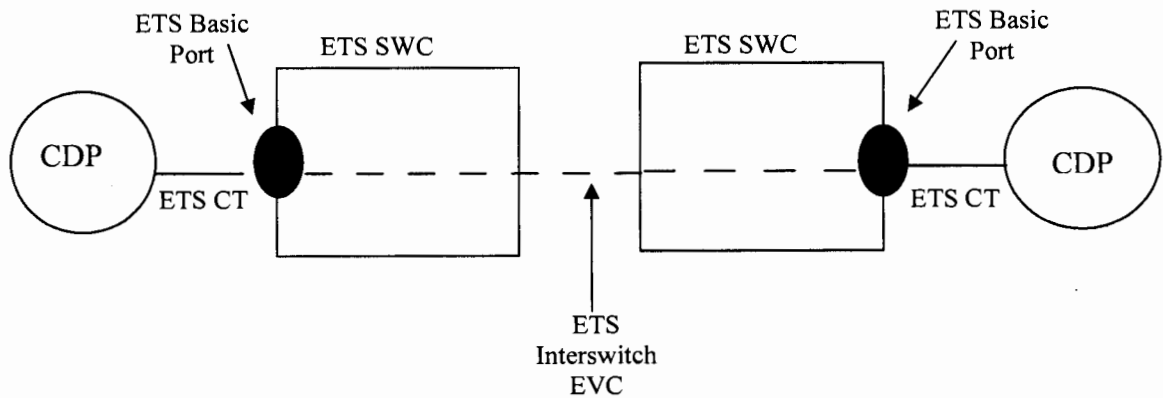 ETS Basic
Port
ETS SWC
ETS SWC
ETS Basic
Port
CDP
ETS CT
ETS CT
CDP
ETS
Interswitch
EVC